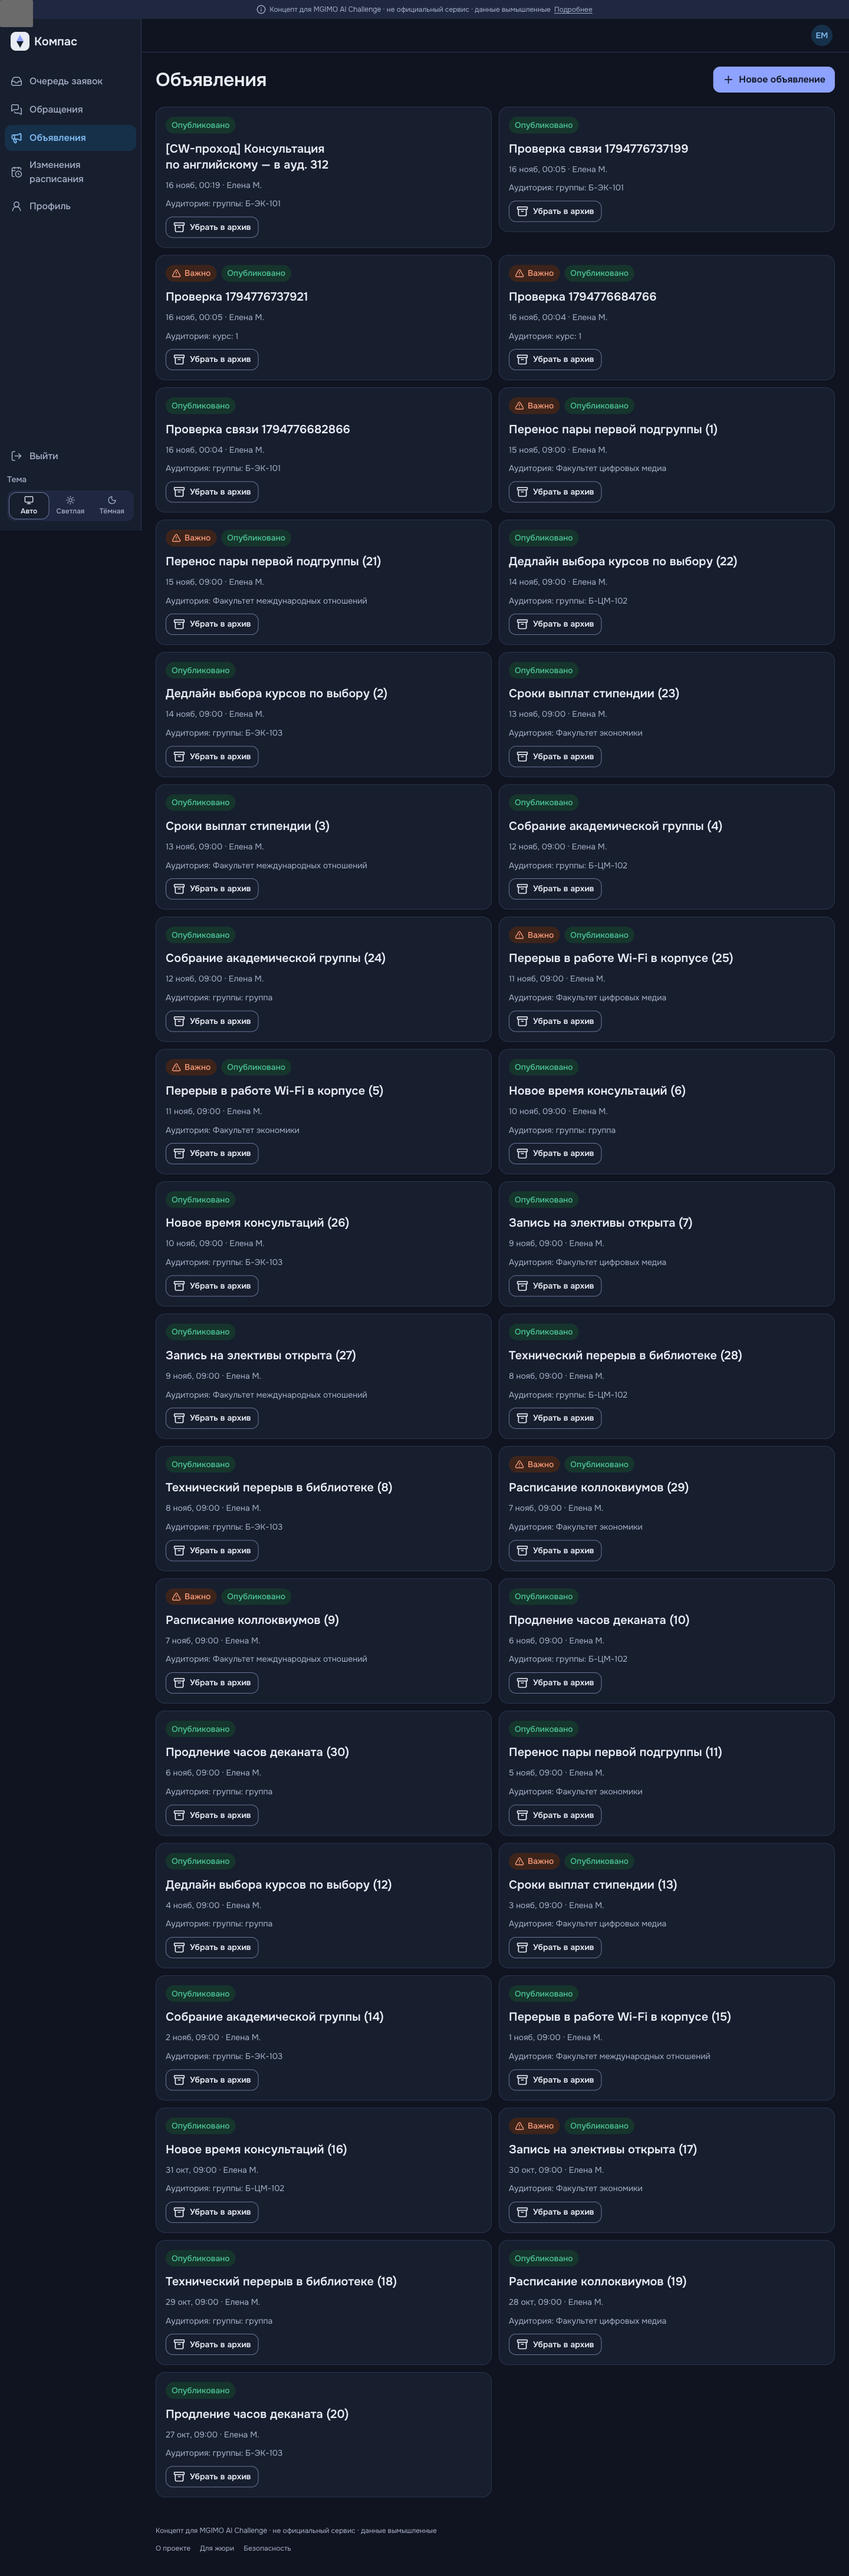 Концепт для MGIMO AI Challenge · не официальный сервис · данные вымышленные Подробнее
Компас
Очередь заявок
Обращения
Объявления
Изменения
расписания
Профиль
Выйти
Тема
Авто
Светлая
Тёмная
ЕМ
Объявления
Новое объявление
Опубликовано
[CW-проход] Консультация
по английскому — в ауд. 312
16 нояб, 00:19 · Елена М.
Аудитория: группы: Б-ЭК-101
Убрать в архив
Опубликовано
Проверка связи 1794776737199
16 нояб, 00:05 · Елена М.
Аудитория: группы: Б-ЭК-101
Убрать в архив
Важно Опубликовано
Проверка 1794776737921
16 нояб, 00:05 · Елена М.
Аудитория: курс: 1
Убрать в архив
Важно Опубликовано
Проверка 1794776684766
16 нояб, 00:04 · Елена М.
Аудитория: курс: 1
Убрать в архив
Опубликовано
Проверка связи 1794776682866
16 нояб, 00:04 · Елена М.
Аудитория: группы: Б-ЭК-101
Убрать в архив
Важно Опубликовано
Перенос пары первой подгруппы (1)
15 нояб, 09:00 · Елена М.
Аудитория: Факультет цифровых медиа
Убрать в архив
Важно Опубликовано
Перенос пары первой подгруппы (21)
15 нояб, 09:00 · Елена М.
Аудитория: Факультет международных отношений
Убрать в архив
Опубликовано
Дедлайн выбора курсов по выбору (22)
14 нояб, 09:00 · Елена М.
Аудитория: группы: Б-ЦМ-102
Убрать в архив
Опубликовано
Дедлайн выбора курсов по выбору (2)
14 нояб, 09:00 · Елена М.
Аудитория: группы: Б-ЭК-103
Убрать в архив
Опубликовано
Сроки выплат стипендии (23)
13 нояб, 09:00 · Елена М.
Аудитория: Факультет экономики
Убрать в архив
Опубликовано
Сроки выплат стипендии (3)
13 нояб, 09:00 · Елена М.
Аудитория: Факультет международных отношений
Убрать в архив
Опубликовано
Собрание академической группы (4)
12 нояб, 09:00 · Елена М.
Аудитория: группы: Б-ЦМ-102
Убрать в архив
Опубликовано
Собрание академической группы (24)
12 нояб, 09:00 · Елена М.
Аудитория: группы: группа
Убрать в архив
Важно Опубликовано
Перерыв в работе Wi-Fi в корпусе (25)
11 нояб, 09:00 · Елена М.
Аудитория: Факультет цифровых медиа
Убрать в архив
Важно Опубликовано
Перерыв в работе Wi-Fi в корпусе (5)
11 нояб, 09:00 · Елена М.
Аудитория: Факультет экономики
Убрать в архив
Опубликовано
Новое время консультаций (6)
10 нояб, 09:00 · Елена М.
Аудитория: группы: группа
Убрать в архив
Опубликовано
Новое время консультаций (26)
10 нояб, 09:00 · Елена М.
Аудитория: группы: Б-ЭК-103
Убрать в архив
Опубликовано
Запись на элективы открыта (7)
9 нояб, 09:00 · Елена М.
Аудитория: Факультет цифровых медиа
Убрать в архив
Опубликовано
Запись на элективы открыта (27)
9 нояб, 09:00 · Елена М.
Аудитория: Факультет международных отношений
Убрать в архив
Опубликовано
Технический перерыв в библиотеке (28)
8 нояб, 09:00 · Елена М.
Аудитория: группы: Б-ЦМ-102
Убрать в архив
Опубликовано
Технический перерыв в библиотеке (8)
8 нояб, 09:00 · Елена М.
Аудитория: группы: Б-ЭК-103
Убрать в архив
Важно Опубликовано
Расписание коллоквиумов (29)
7 нояб, 09:00 · Елена М.
Аудитория: Факультет экономики
Убрать в архив
Важно Опубликовано
Расписание коллоквиумов (9)
7 нояб, 09:00 · Елена М.
Аудитория: Факультет международных отношений
Убрать в архив
Опубликовано
Продление часов деканата (10)
6 нояб, 09:00 · Елена М.
Аудитория: группы: Б-ЦМ-102
Убрать в архив
Опубликовано
Продление часов деканата (30)
6 нояб, 09:00 · Елена М.
Аудитория: группы: группа
Убрать в архив
Опубликовано
Перенос пары первой подгруппы (11)
5 нояб, 09:00 · Елена М.
Аудитория: Факультет экономики
Убрать в архив
Опубликовано
Дедлайн выбора курсов по выбору (12)
4 нояб, 09:00 · Елена М.
Аудитория: группы: группа
Убрать в архив
Важно Опубликовано
Сроки выплат стипендии (13)
3 нояб, 09:00 · Елена М.
Аудитория: Факультет цифровых медиа
Убрать в архив
Опубликовано
Собрание академической группы (14)
2 нояб, 09:00 · Елена М.
Аудитория: группы: Б-ЭК-103
Убрать в архив
Опубликовано
Перерыв в работе Wi-Fi в корпусе (15)
1 нояб, 09:00 · Елена М.
Аудитория: Факультет международных отношений
Убрать в архив
Опубликовано
Новое время консультаций (16)
31 окт, 09:00 · Елена М.
Аудитория: группы: Б-ЦМ-102
Убрать в архив
Важно Опубликовано
Запись на элективы открыта (17)
30 окт, 09:00 · Елена М.
Аудитория: Факультет экономики
Убрать в архив
Опубликовано
Технический перерыв в библиотеке (18)
29 окт, 09:00 · Елена М.
Аудитория: группы: группа
Убрать в архив
Опубликовано
Расписание коллоквиумов (19)
28 окт, 09:00 · Елена М.
Аудитория: Факультет цифровых медиа
Убрать в архив
Опубликовано
Продление часов деканата (20)
27 окт, 09:00 · Елена М.
Аудитория: группы: Б-ЭК-103
Убрать в архив
Концепт для MGIMO AI Challenge · не официальный сервис · данные вымышленные
О проекте Для жюри Безопасность